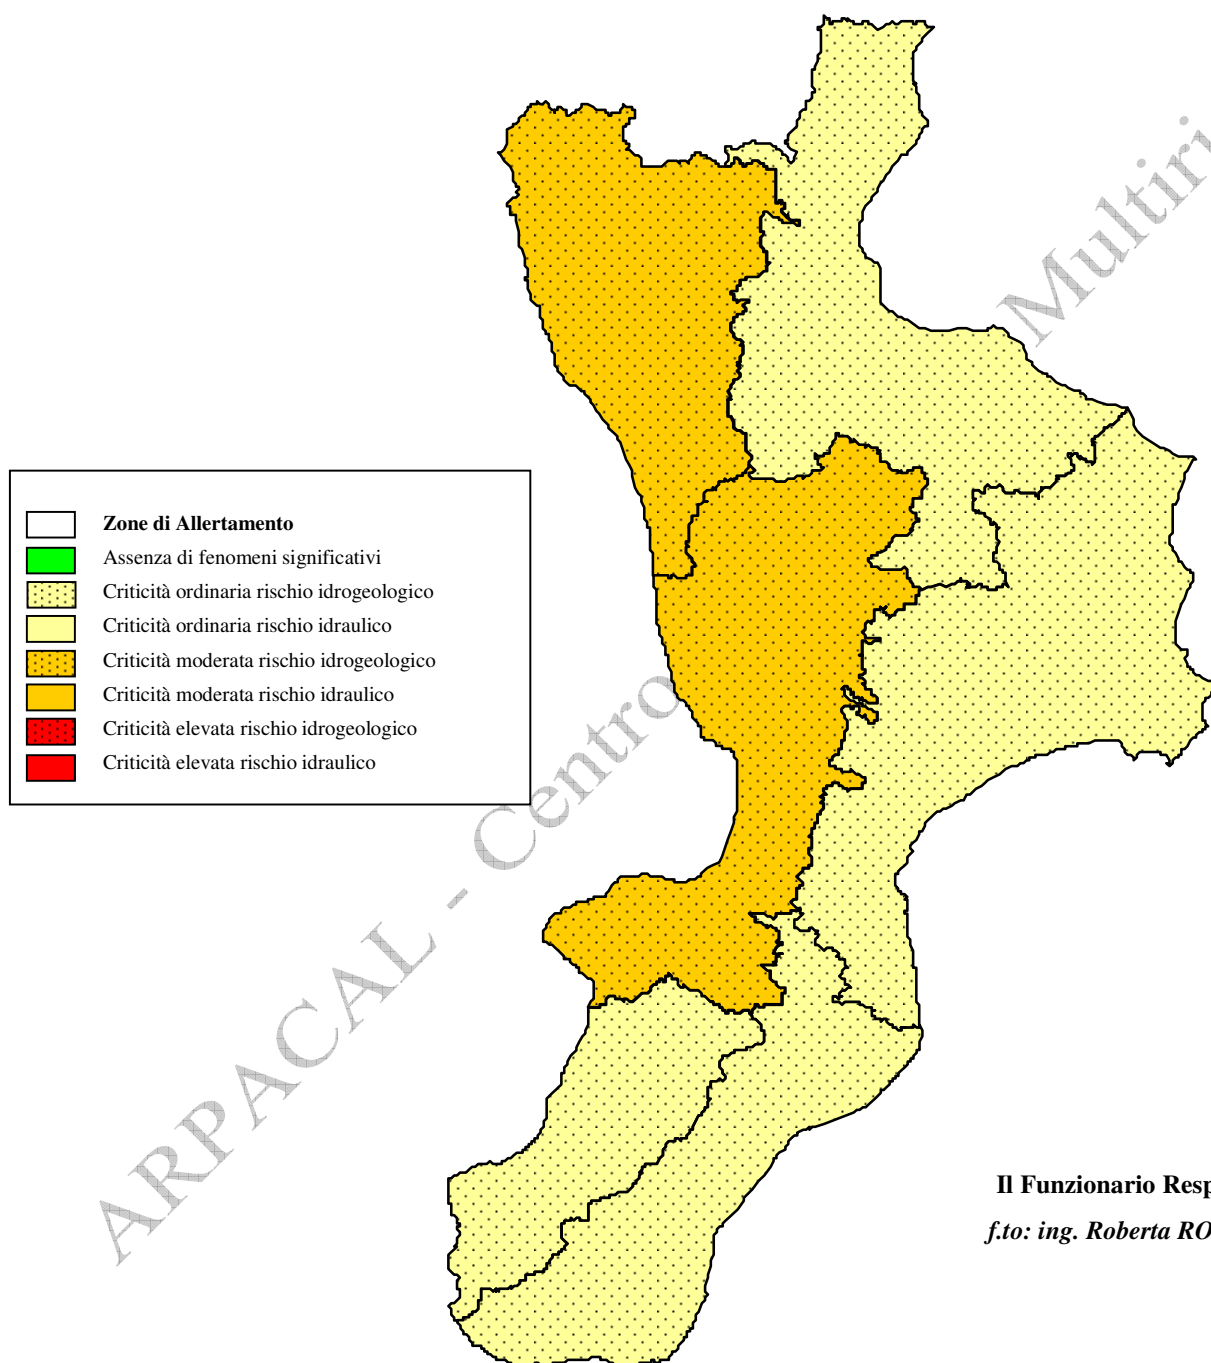 Zone di Allertamento
Assenza di fenomeni significativi
Criticità ordinaria rischio idrogeologico
Criticità ordinaria rischio idraulico
Criticità moderata rischio idrogeologico
Criticità moderata rischio idraulico
Criticità elevata rischio idrogeologico
Criticità elevata rischio idraulico
ARPACAL - Centro Multiri
Il Funzionario Resp
f.to: ing. Roberta RO